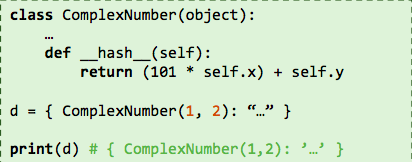 class ComplexNumber(object):
    …
    def __hash__(self):
        return (101 * self.x) + self.y
d = { ComplexNumber(1, 2): “…” }
print(d) # { ComplexNumber(1,2): ’…’ }